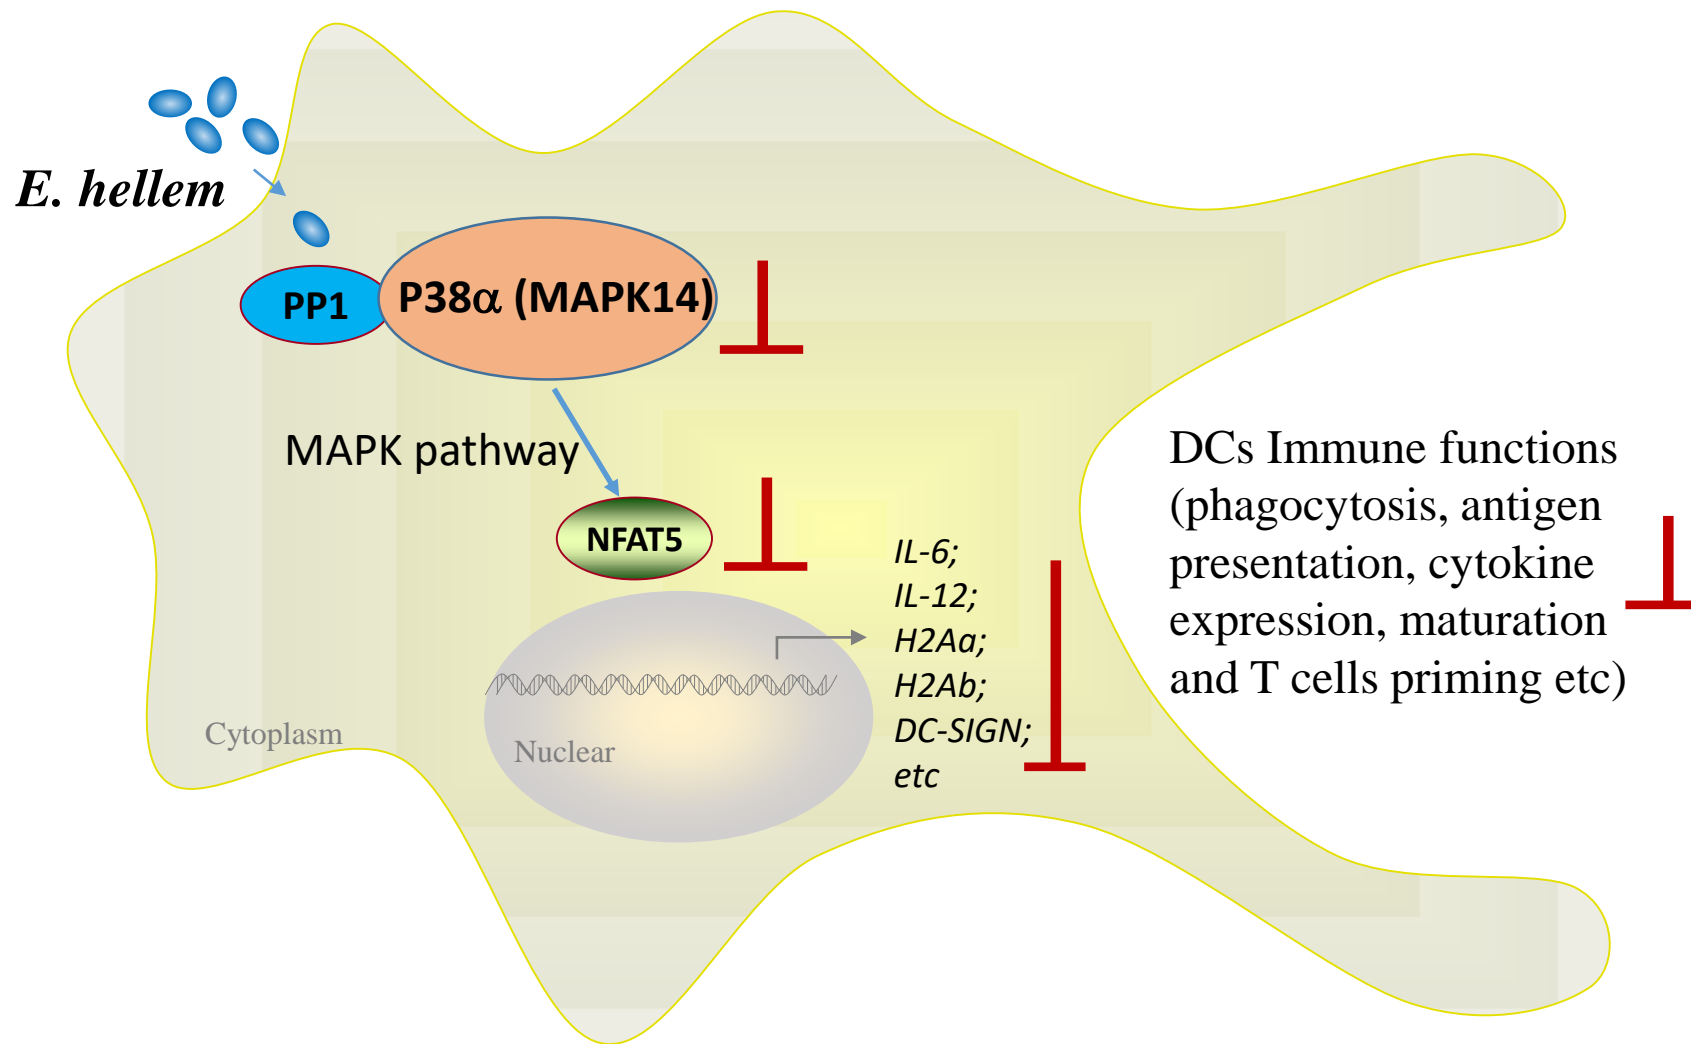 E. hellem
PP1
P38α (MAPK14)
MAPK pathway
NFAT5
IL-6;
IL-12;
H2Aa;
H2Ab;
DC-SIGN;
etc
Cytoplasm
Nuclear
DCs Immune functions
(phagocytosis, antigen
presentation, cytokine
expression, maturation
and T cells priming etc)